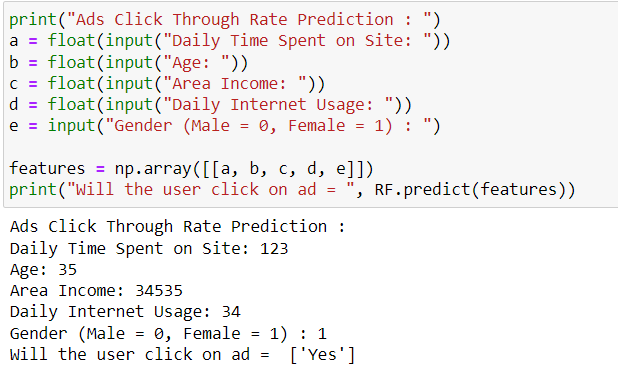 print("Ads Click Through Rate Prediction : ")
a = float(input("Daily Time Spent on Site: "))
b = float(input("Age: "))
c = float(input("Area Income: "))
d = float(input("Daily Internet Usage: "))
e = input("Gender (Male = 0, Female = 1) : ")

features = np.array([[a, b, c, d, e]])
print("Will the user click on ad = ", RF.predict(features))
Ads Click Through Rate Prediction :
Daily Time Spent on Site: 123
Age: 35
Area Income: 34535
Daily Internet Usage: 34
Gender (Male = 0, Female = 1) : 1
Will the user click on ad =  ['Yes']